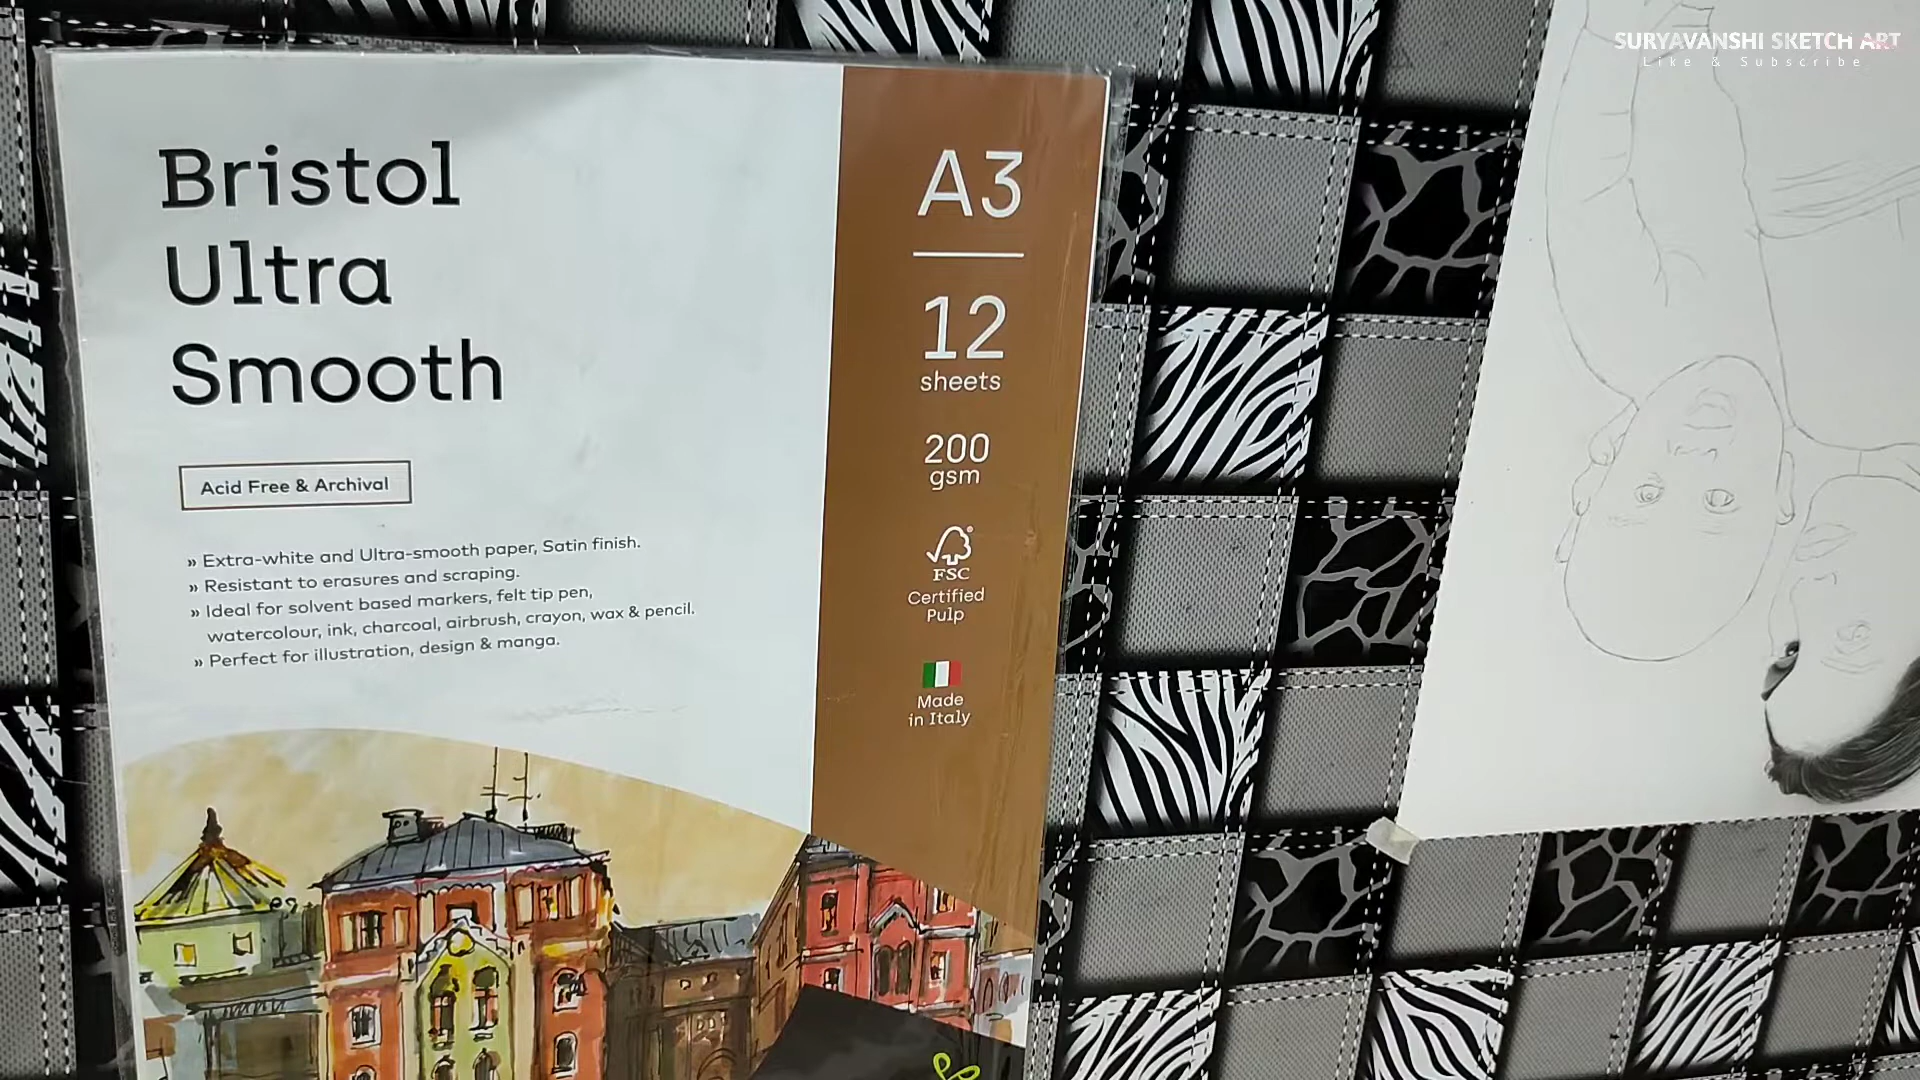 Bristol
Ultra
Smooth
Acid Free & Archival
» Extra-white and Ultra-smooth paper, Satin finish.
» Resistant to erasures and scraping.
» Ideal for solvent based markers, felt tip pen,
watercolour, ink, charcoal, airbrush, crayon, wax & pencil.
» Perfect for illustration, design & manga.
A3
12
sheets
200
gsm
FSC®
Certified
Pulp
Made
in Italy
SURYAVANSHI SKETCH ART
Like & Subscribe